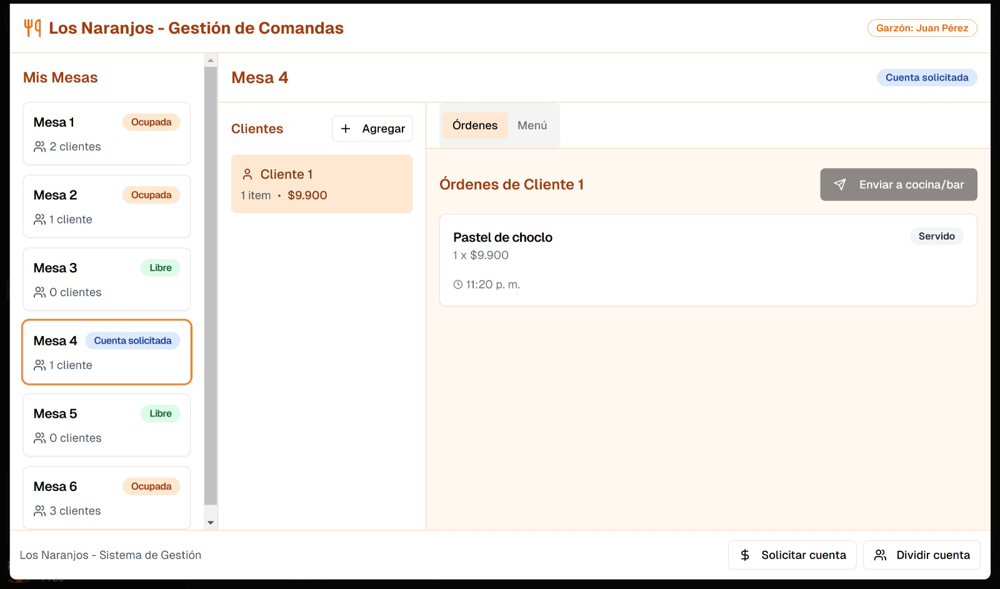 Los Naranjos - Gestión de Comandas
Garzón: Juan Pérez
Mis Mesas
Mesa 1
Ocupada
2 clientes
Mesa 2
Ocupada
1 cliente
Mesa 3
Libre
0 clientes
Mesa 4
Cuenta solicitada
1 cliente
Mesa 5
Libre
0 clientes
Mesa 6
Ocupada
3 clientes
Mesa 4
Cuenta solicitada
Clientes
+ Agregar
Cliente 1
1 item • $9.900
Órdenes
Menú
Órdenes de Cliente 1
Enviar a cocina/bar
Pastel de choclo
Servido
1 x $9.900
11:20 p. m.
Los Naranjos - Sistema de Gestión
$ Solicitar cuenta
Dividir cuenta